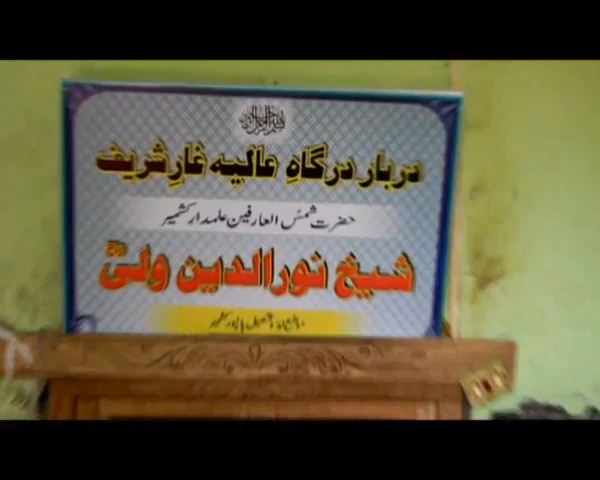 دربار درگاہِ عالیہ غارِ شریف
حضرت شمسُ العارفین علمدارِ کشمیر
شیخ نورالدین ولیؒ